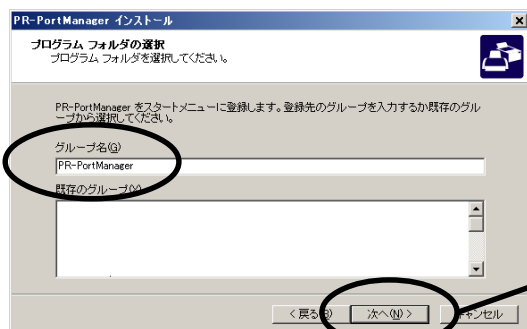 PR-PortManager インストール
プログラム フォルダの選択
プログラム フォルダを選択してください。
PR-PortManager をスタートメニューに登録します。登録先のグループを入力するか既存のグル
ープから選択してください。
グループ名(G)
PR-PortManager
既存のグループ(X)
< 戻る(B)
次へ(N) >
キャンセル